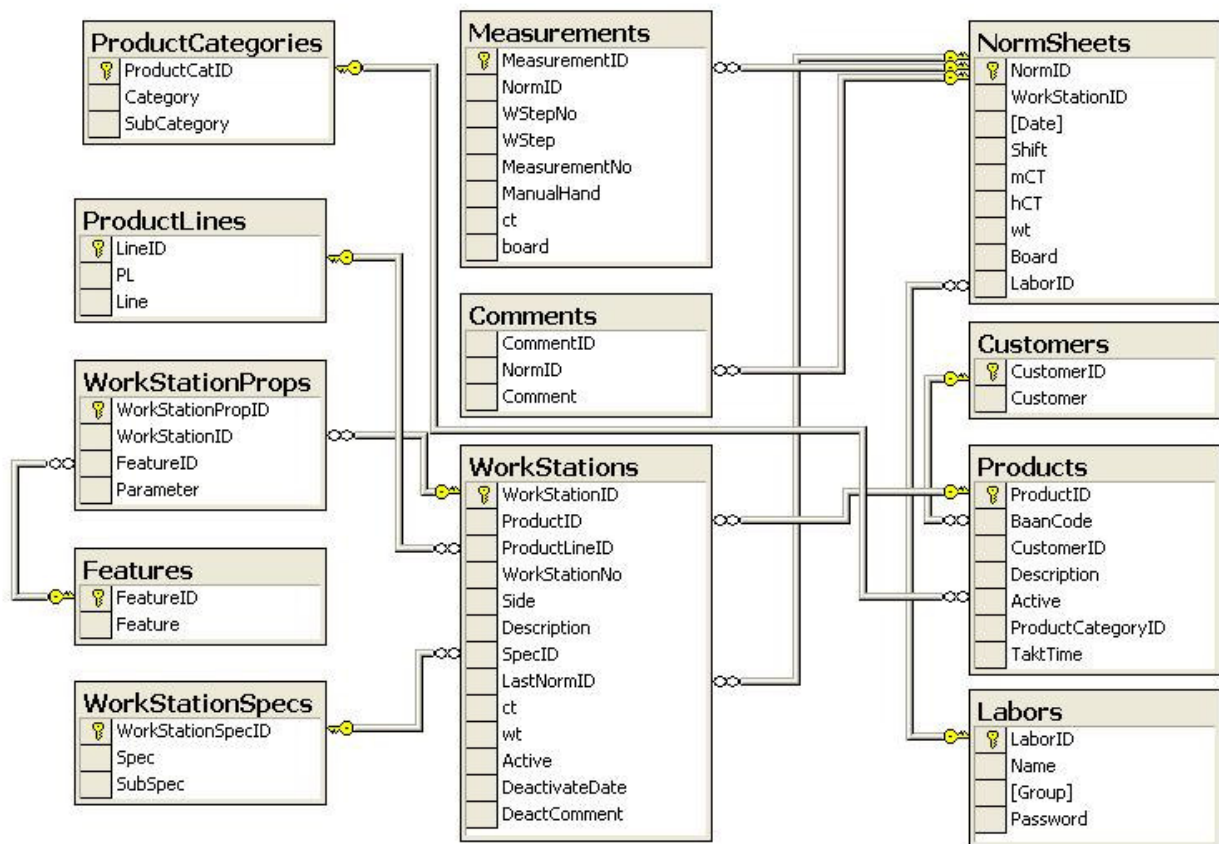 ProductCategories
ProductCatID
Category
SubCategory
ProductLines
LineID
PL
Line
WorkStationProps
WorkStationPropID
WorkStationID
FeatureID
Parameter
Features
FeatureID
Feature
WorkStationSpecs
WorkStationSpecID
Spec
SubSpec
Measurements
MeasurementID
NormID
WStepNo
WStep
MeasurementNo
ManualHand
ct
board
Comments
CommentID
NormID
Comment
WorkStations
WorkStationID
ProductID
ProductLineID
WorkStationNo
Side
Description
SpecID
LastNormID
ct
wt
Active
DeactivateDate
DeactComment
NormSheets
NormID
WorkStationID
[Date]
Shift
mCT
hCT
wt
Board
LaborID
Customers
CustomerID
Customer
Products
ProductID
BaanCode
CustomerID
Description
Active
ProductCategoryID
TaktTime
Labors
LaborID
Name
[Group]
Password